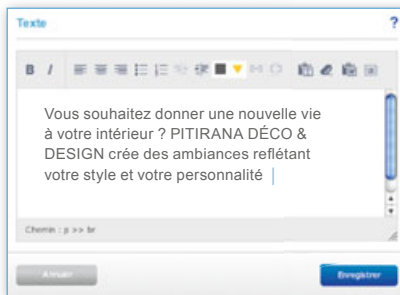 Texte
?
B I
Vous souhaitez donner une nouvelle vie
à votre intérieur ? PITIRANA DÉCO &
DESIGN crée des ambiances reflétant
votre style et votre personnalité
Chemin : p >> br
Annuler
Enregistrer